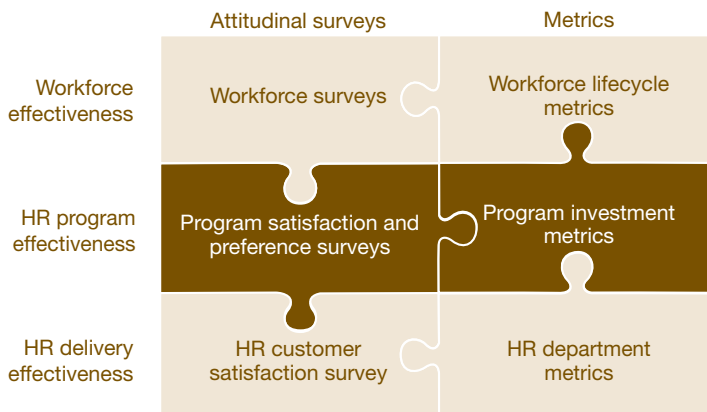 Attitudinal surveys
Metrics
Workforce
effectiveness
Workforce surveys
Workforce lifecycle
metrics
HR program
effectiveness
Program satisfaction and
preference surveys
Program investment
metrics
HR delivery
effectiveness
HR customer
satisfaction survey
HR department
metrics